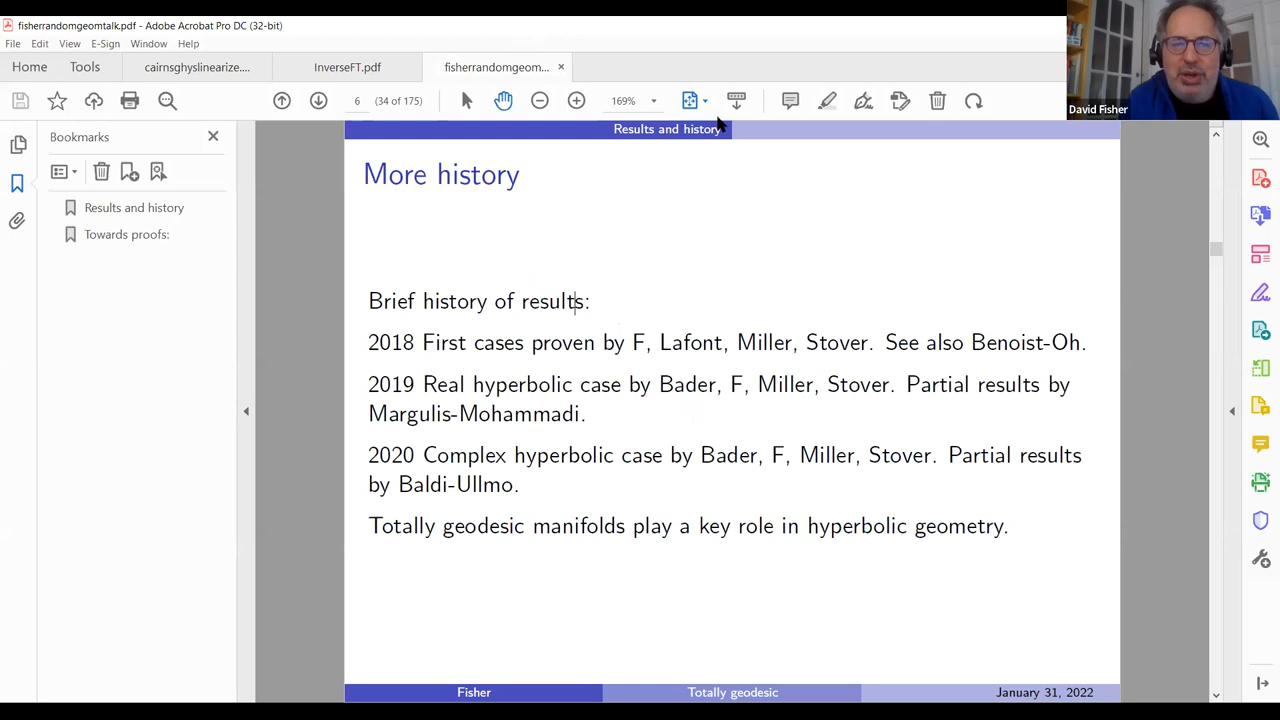 fisherrandomgeomtalk.pdf - Adobe Acrobat Pro DC (32-bit)
File Edit View E-Sign Window Help
Home Tools cairnsghyslinearize.... InverseFT.pdf fisherrandomgeom... ×
6 (34 of 175) 169%
David Fisher
Bookmarks
Results and history
Towards proofs:
Results and history
More history
Brief history of results:
2018 First cases proven by F, Lafont, Miller, Stover. See also Benoist-Oh.
2019 Real hyperbolic case by Bader, F, Miller, Stover. Partial results by
Margulis-Mohammadi.
2020 Complex hyperbolic case by Bader, F, Miller, Stover. Partial results
by Baldi-Ullmo.
Totally geodesic manifolds play a key role in hyperbolic geometry.
Fisher Totally geodesic January 31, 2022